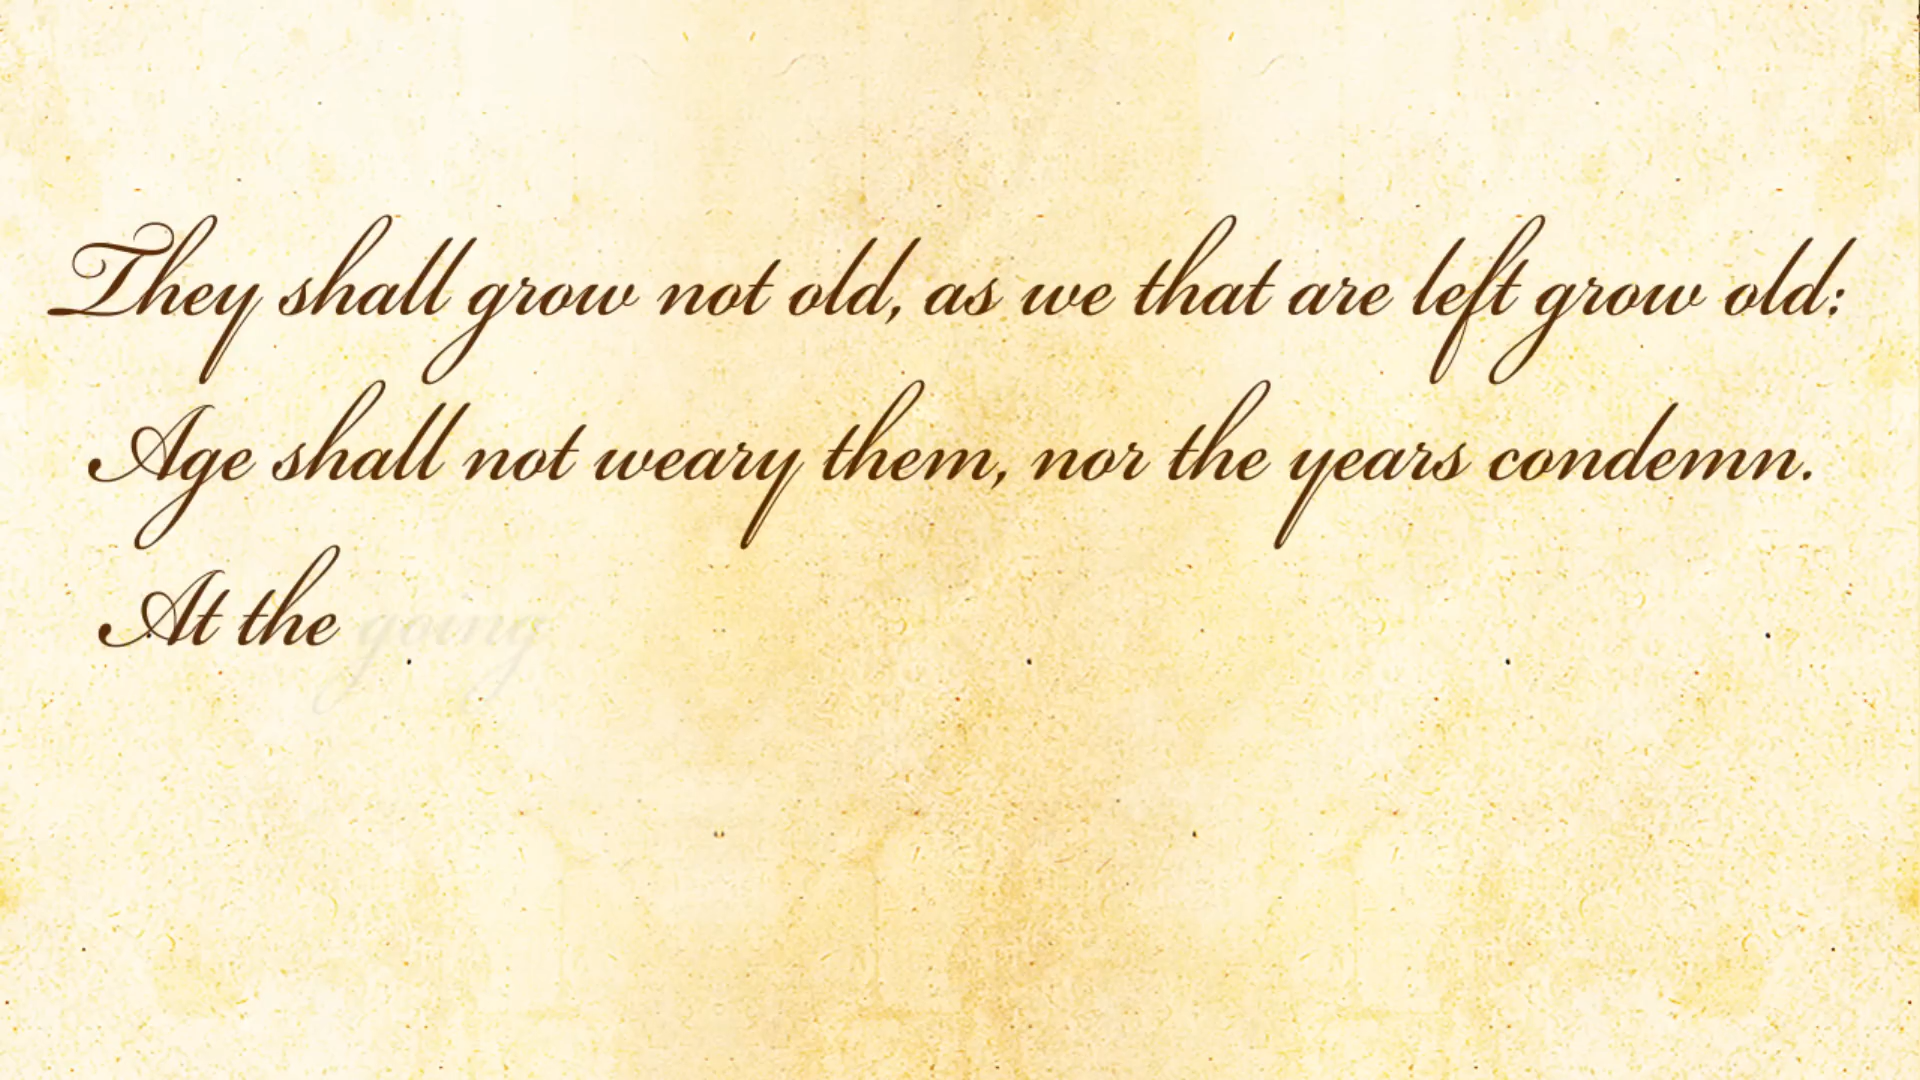 They shall grow not old, as we that are left grow old:
Age shall not weary them, nor the years condemn.
At the going